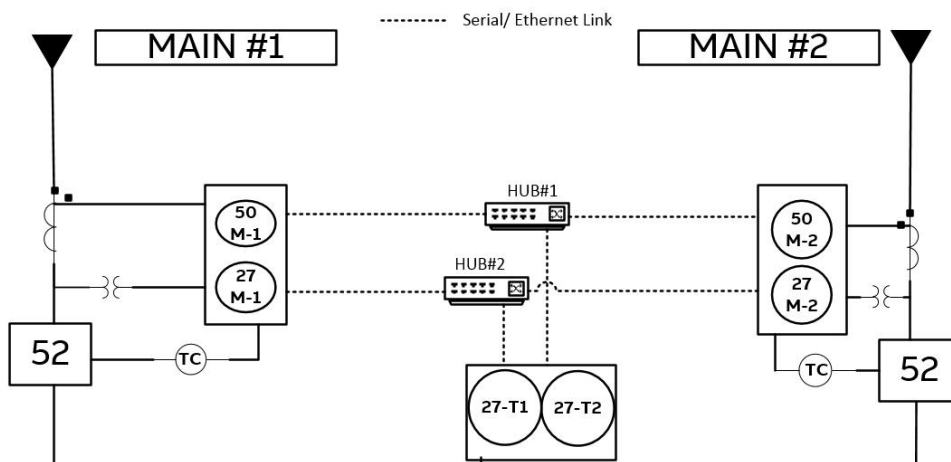 Serial/ Ethernet Link
MAIN #1
MAIN #2
HUB#1
50
M-1
50
M-2
HUB#2
27
M-1
27
M-2
52
TC
TC
52
27-T1
27-T2